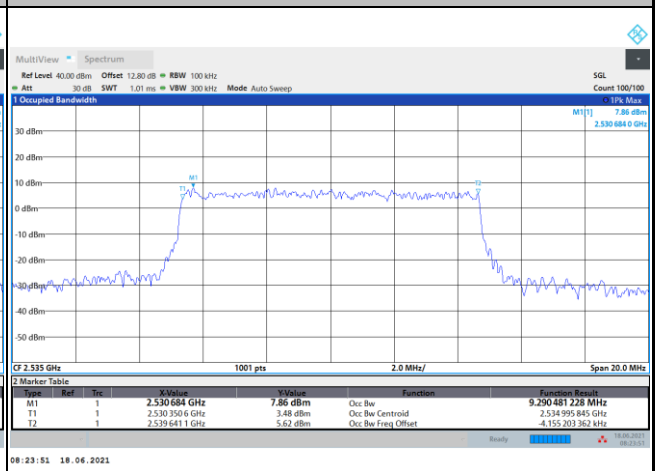 MultiView Spectrum
Ref Level 40.00 dBm Offset 12.80 dB RBW 100 kHz SGL
Att 30 dB SWT 1.01 ms VBW 300 kHz Mode Auto Sweep Count 100/100
1 Occupied Bandwidth 1Pk Max
M1[1] 7.86 dBm
2.530 684 0 GHz
30 dBm
20 dBm
M1
10 dBm
T1
T2
0 dBm
-10 dBm
-20 dBm
-30 dBm
-40 dBm
-50 dBm
CF 2.535 GHz 1001 pts 2.0 MHz/ Span 20.0 MHz
2 Marker Table
Type Ref Trc X-Value Y-Value Function Function Result
M1 1 2.530 684 GHz 7.86 dBm Occ Bw 9.290 481 228 MHz
T1 1 2.530 350 6 GHz 3.48 dBm Occ Bw Centroid 2.534 995 845 GHz
T2 1 2.539 641 1 GHz 5.62 dBm Occ Bw Freq Offset -4.155 203 362 kHz
Ready 18.06.2021
08:23:57
08:23:51 18.06.2021